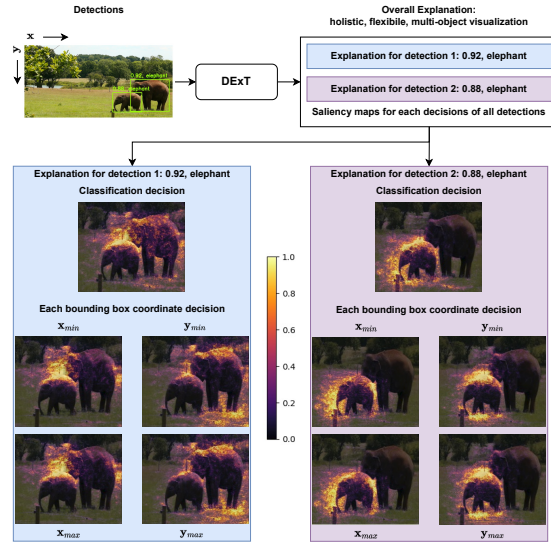 Detections
Overall Explanation:
holistic, flexibile, multi-object visualization
x
y
0.92, elephant
0.88, elephant
DExT
Explanation for detection 1: 0.92, elephant
Explanation for detection 2: 0.88, elephant
Saliency maps for each decisions of all detections
Explanation for detection 1: 0.92, elephant
Classification decision
Each bounding box coordinate decision
x_min
y_min
x_max
y_max
1.0
0.8
0.6
0.4
0.2
0.0
Explanation for detection 2: 0.88, elephant
Classification decision
Each bounding box coordinate decision
x_min
y_min
x_max
y_max